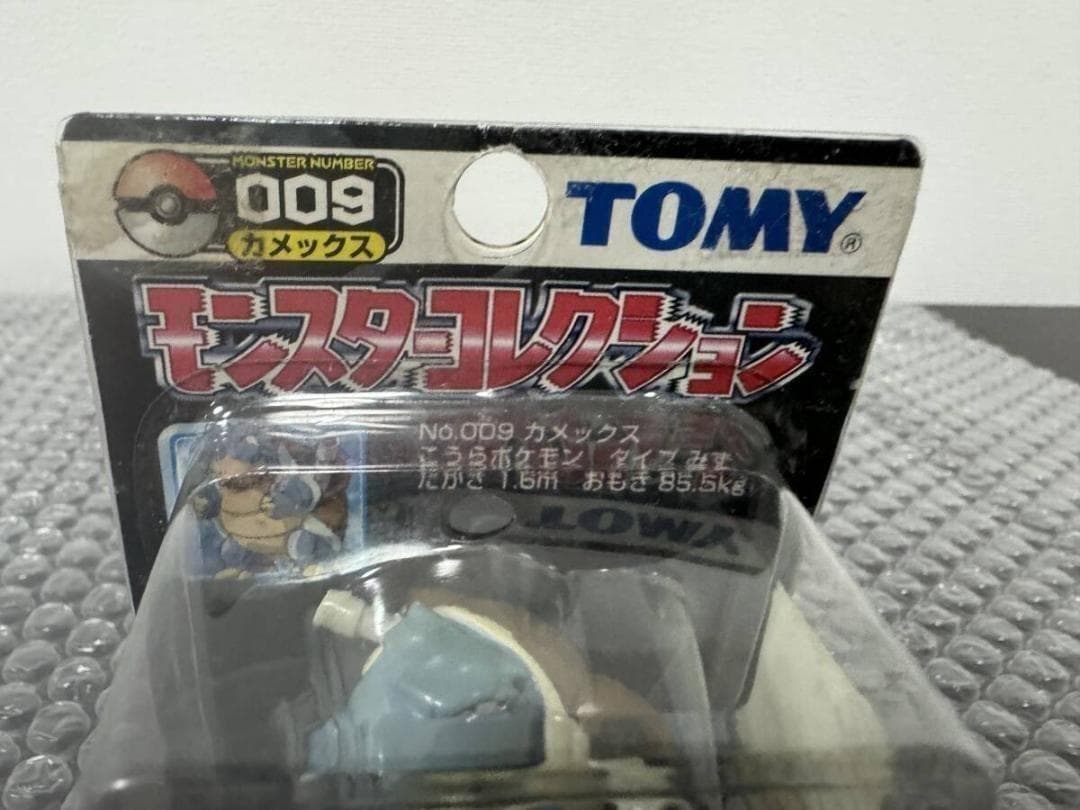 MONSTER NUMBER
009
カメックス
TOMY®
モンスターコレクション
No.009 カメックス
こうらポケモン タイプ みず
たかさ 1.6m おもさ 85.5kg
TOMY